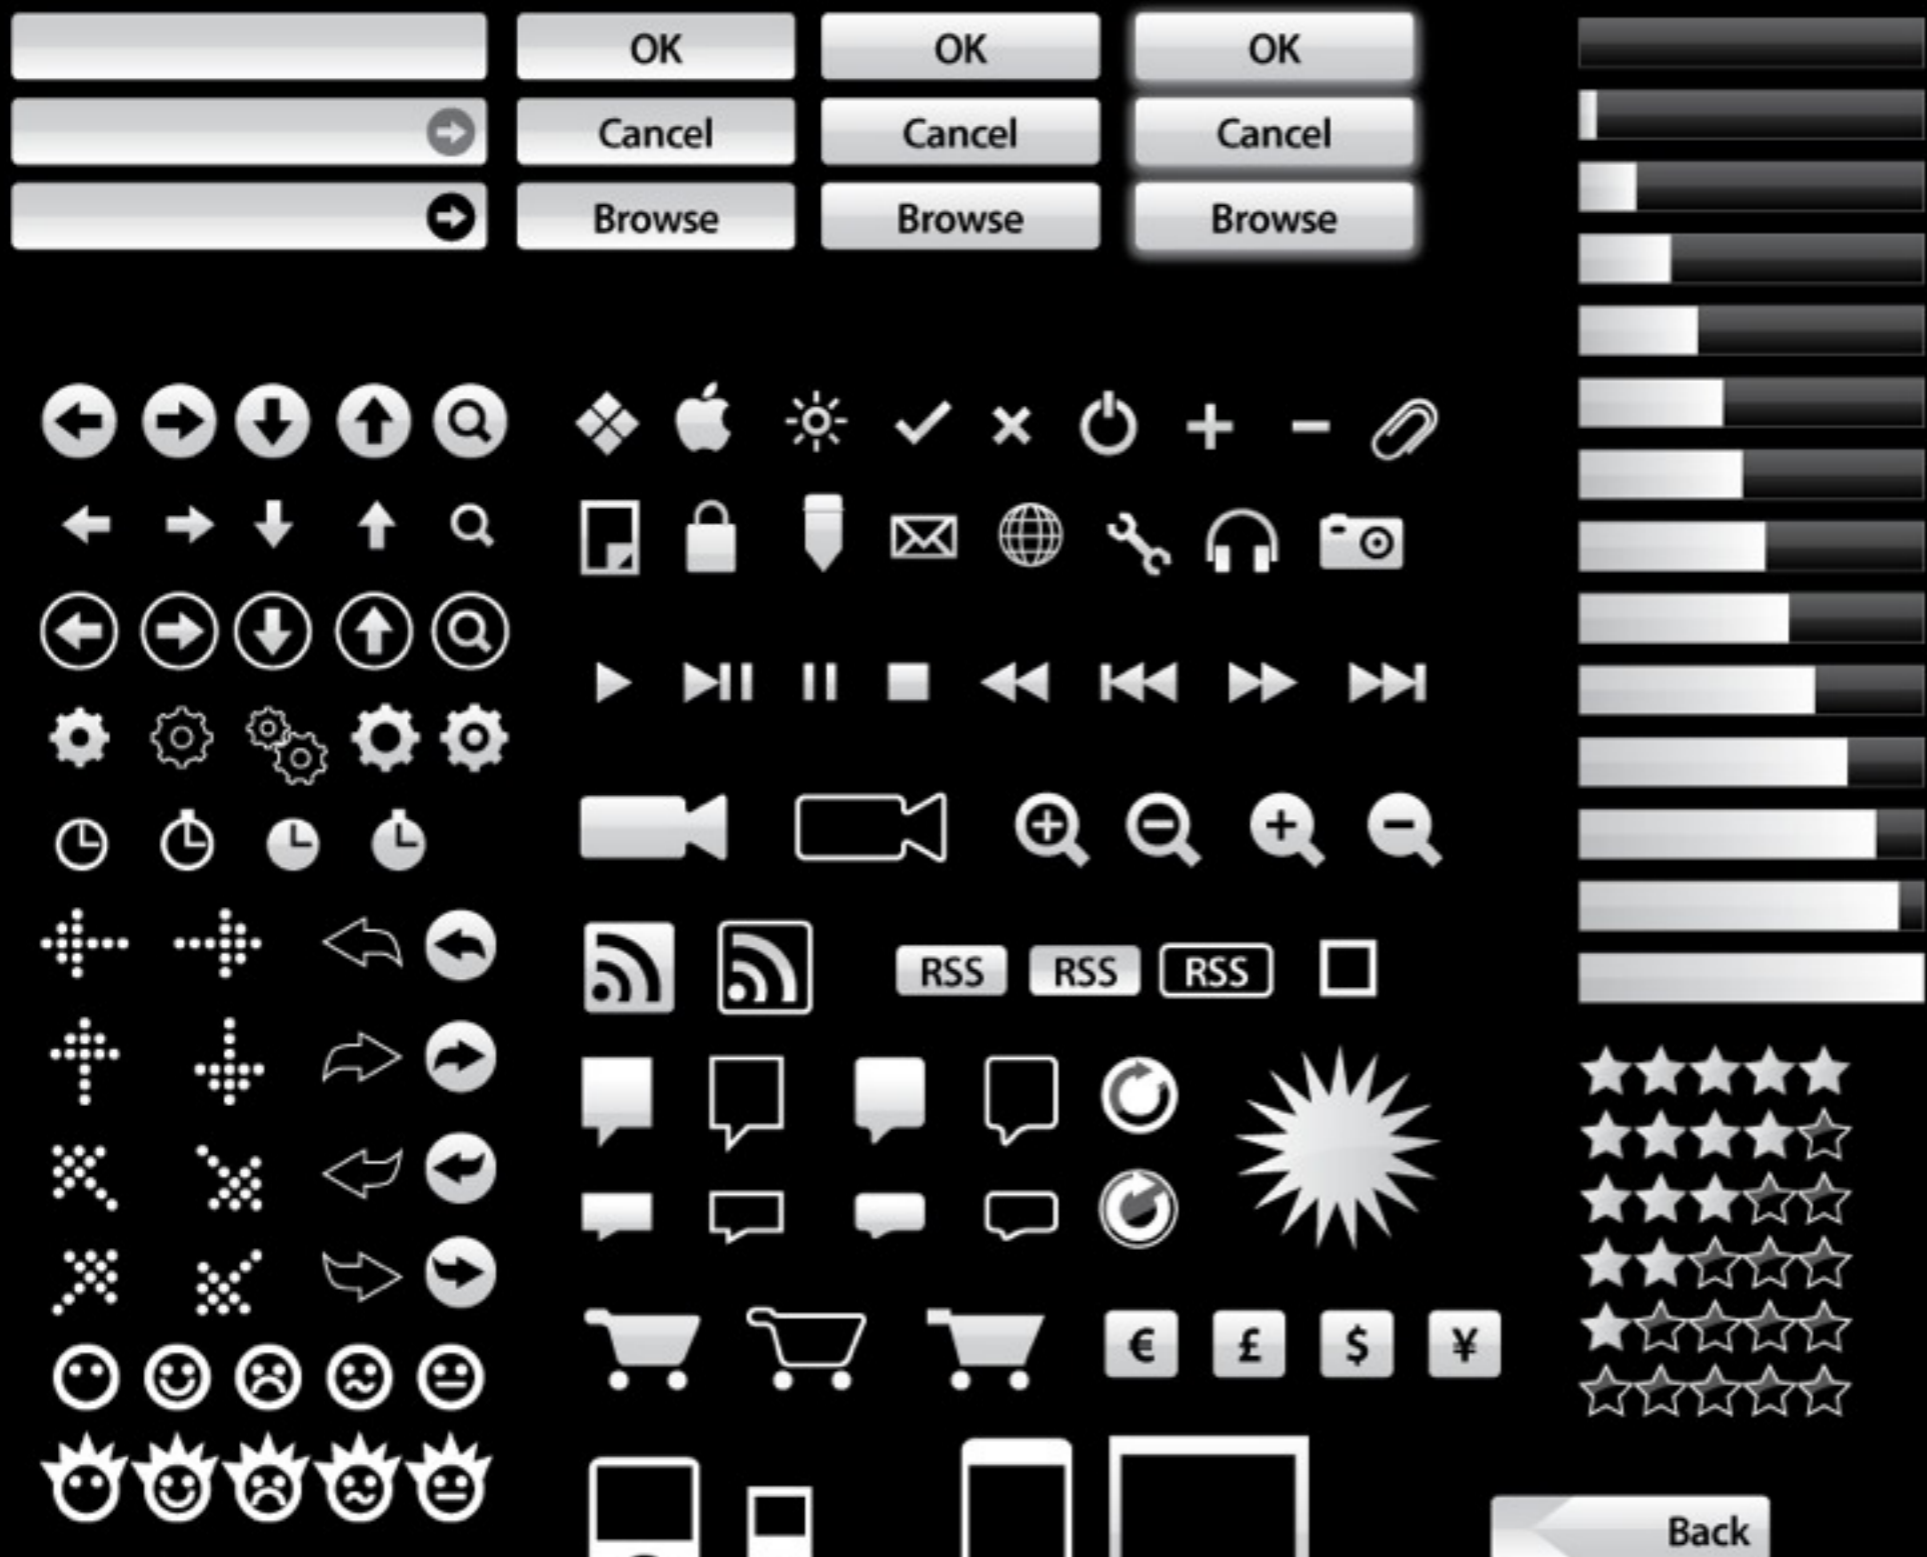 OK OK OK
Cancel Cancel Cancel
Browse Browse Browse
RSS RSS RSS
€ £ $ ¥
Back